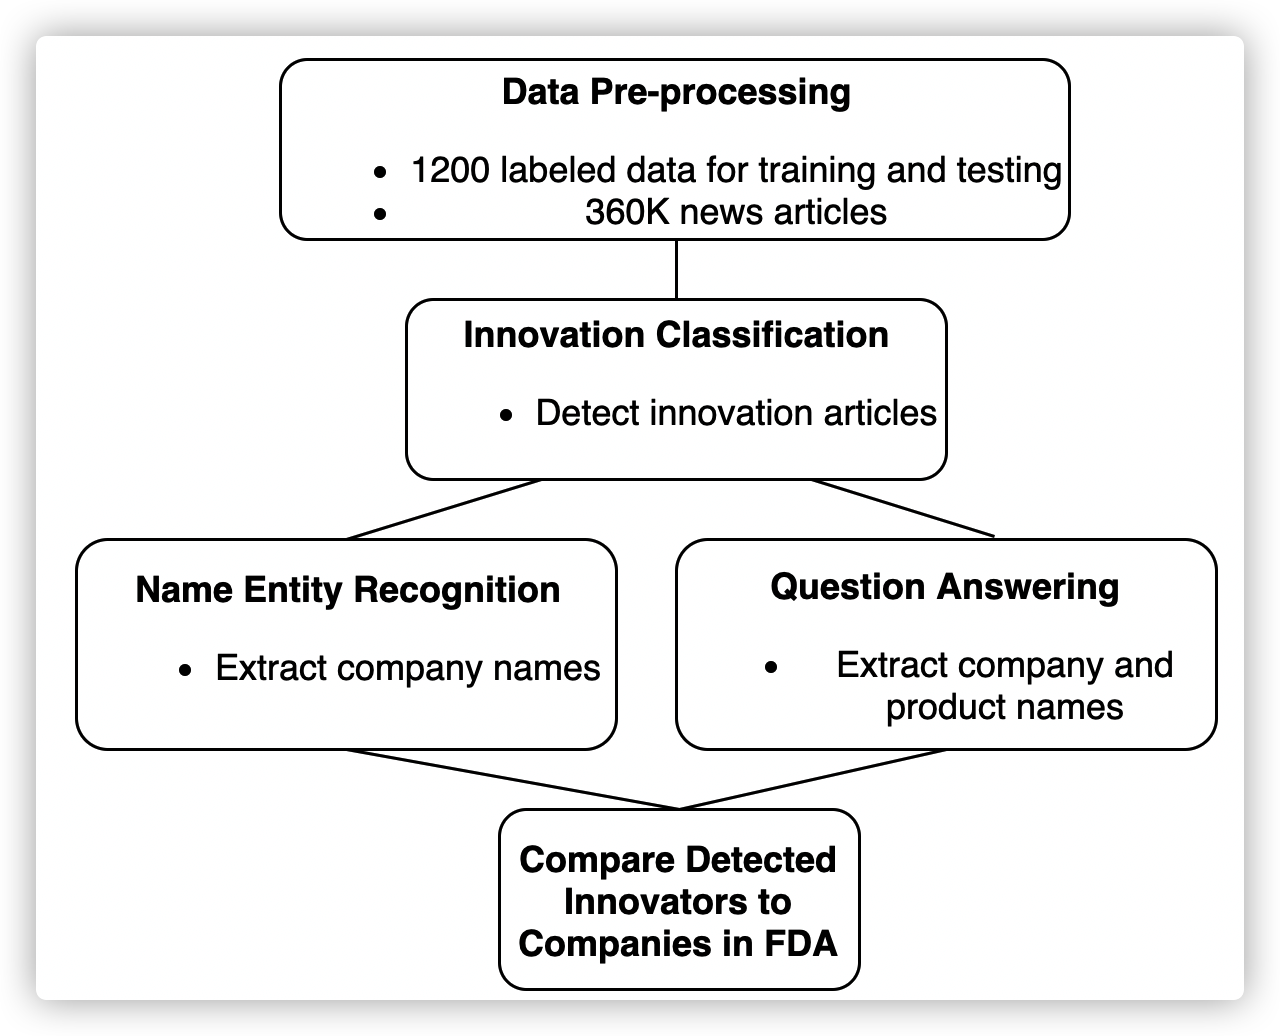 Data Pre-processing
• 1200 labeled data for training and testing
• 360K news articles
Innovation Classification
• Detect innovation articles
Name Entity Recognition
• Extract company names
Question Answering
• Extract company and
product names
Compare Detected
Innovators to
Companies in FDA